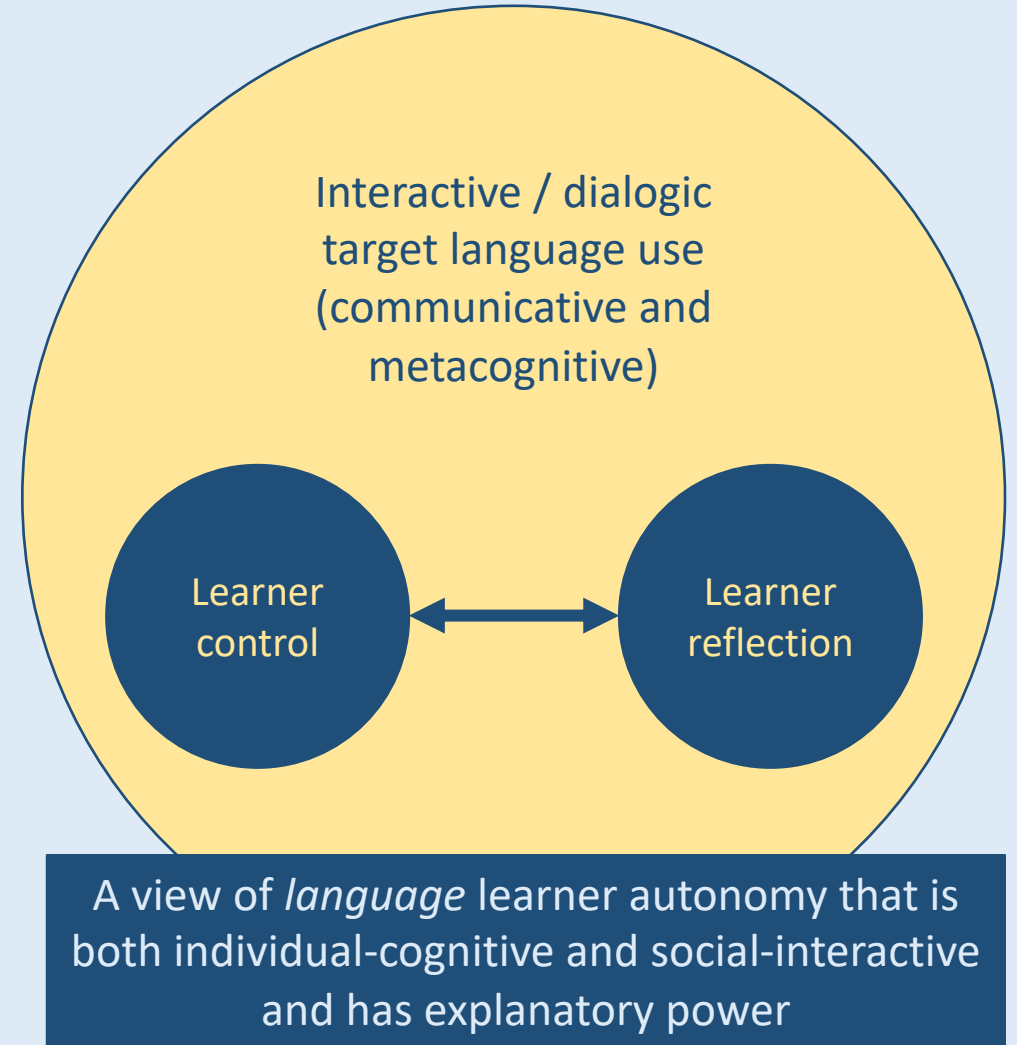 Interactive / dialogic
target language use
(communicative and
metacognitive)
Learner
control
Learner
reflection
A view of language learner autonomy that is
both individual-cognitive and social-interactive
and has explanatory power